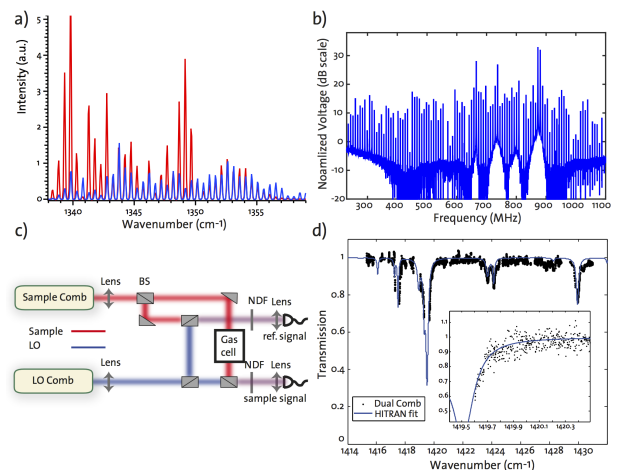 a)
Intensity (a.u.)
5
4
3
2
1
0
1340
1345
1350
1355
Wavenumber (cm⁻¹)
b)
Normlized Voltage (dB scale)
30
20
10
0
-10
-20
300
400
500
600
700
800
900
1000
1100
Frequency (MHz)
c)
Sample Comb
Lens
BS
NDF Lens
Sample
LO
ref. signal
Gas
cell
LO Comb
Lens
NDF Lens
sample signal
d)
Transmission
1
0.8
0.6
0.4
0.2
0
1414
1416
1418
1420
1422
1424
1426
1428
1430
Wavenumber (cm⁻¹)
Dual Comb
HITRAN fit
1.1
1
0.9
0.8
0.7
0.6
0.5
1419.5
1419.7
1419.9
1420.1
1420.3